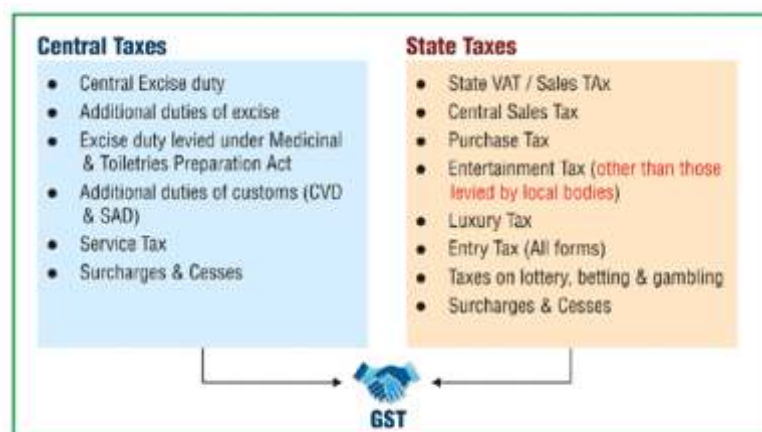 Central Taxes
● Central Excise duty
● Additional duties of excise
● Excise duty levied under Medicinal
& Toiletries Preparation Act
● Additional duties of customs (CVD
& SAD)
● Service Tax
● Surcharges & Cesses
State Taxes
● State VAT / Sales TAx
● Central Sales Tax
● Purchase Tax
● Entertainment Tax (other than those
levied by local bodies)
● Luxury Tax
● Entry Tax (All forms)
● Taxes on lottery, betting & gambling
● Surcharges & Cesses
GST